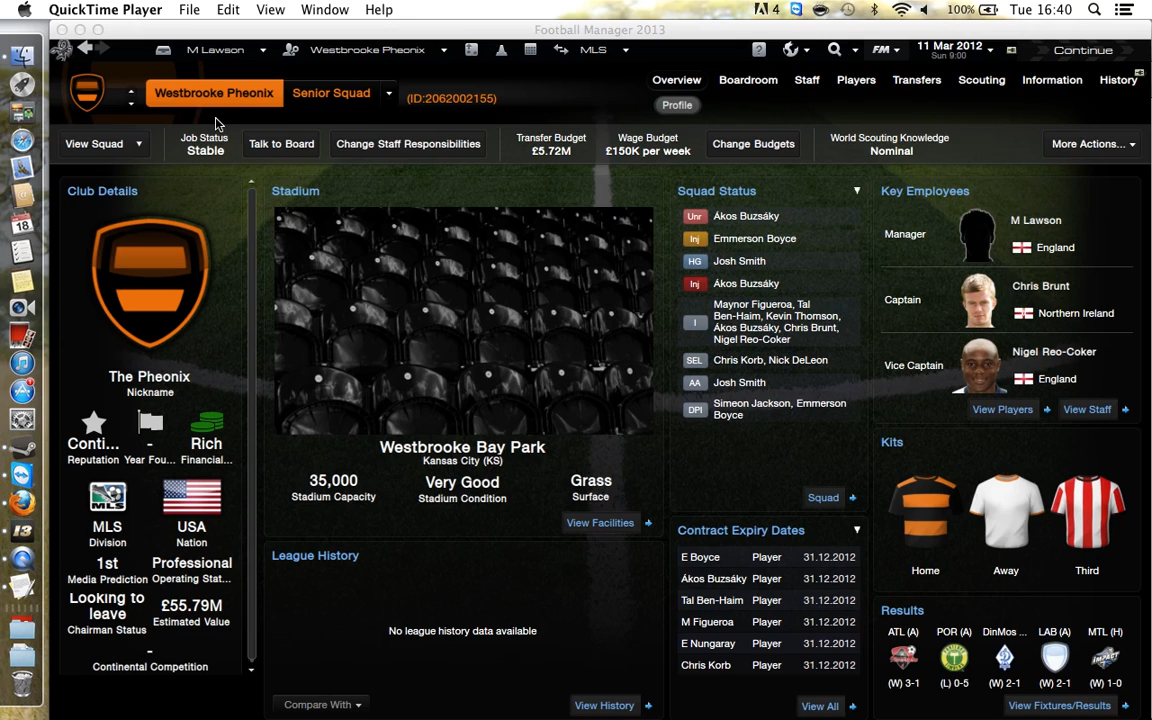 QuickTime Player File Edit View Window Help
4 100% Tue 16:40
Football Manager 2013
M Lawson Westbrooke Pheonix MLS ? FM 11 Mar 2012 Sun 9:00 Continue
Westbrooke Pheonix Senior Squad (ID:2062002155)
Overview Boardroom Staff Players Transfers Scouting Information History
Profile
View Squad
Job Status
Stable
Talk to Board
Change Staff Responsibilities
Transfer Budget
£5.72M
Wage Budget
£150K per week
Change Budgets
World Scouting Knowledge
Nominal
More Actions...
Club Details
The Pheonix
Nickname
Conti... - Rich
Reputation Year Fou... Financial...
MLS USA
Division Nation
1st Professional
Media Prediction Operating Stat...
Looking to
leave
Chairman Status
£55.79M
Estimated Value
-
Continental Competition
18
13
Stadium
Westbrooke Bay Park
Kansas City (KS)
35,000 Very Good Grass
Stadium Capacity Stadium Condition Surface
View Facilities
League History
No league history data available
Compare With
View History
Squad Status
Unr Ákos Buzsáky
Inj Emmerson Boyce
HG Josh Smith
Inj Ákos Buzsáky
I Maynor Figueroa, Tal
Ben-Haim, Kevin Thomson,
Ákos Buzsáky, Chris Brunt,
Nigel Reo-Coker
SEL Chris Korb, Nick DeLeon
AA Josh Smith
DPl Simeon Jackson, Emmerson
Boyce
Squad
Contract Expiry Dates
E Boyce Player 31.12.2012
Ákos Buzsáky Player 31.12.2012
Tal Ben-Haim Player 31.12.2012
M Figueroa Player 31.12.2012
E Nungaray Player 31.12.2012
Chris Korb Player 31.12.2012
View All
Key Employees
Manager
M Lawson
England
Captain
Chris Brunt
Northern Ireland
Vice Captain
Nigel Reo-Coker
England
View Players View Staff
Kits
Home Away Third
Results
ATL (A) POR (A) DinMos ... LAB (A) MTL (H)
(W) 3-1 (L) 0-5 (W) 2-1 (W) 2-1 (W) 1-0
View Fixtures/Results